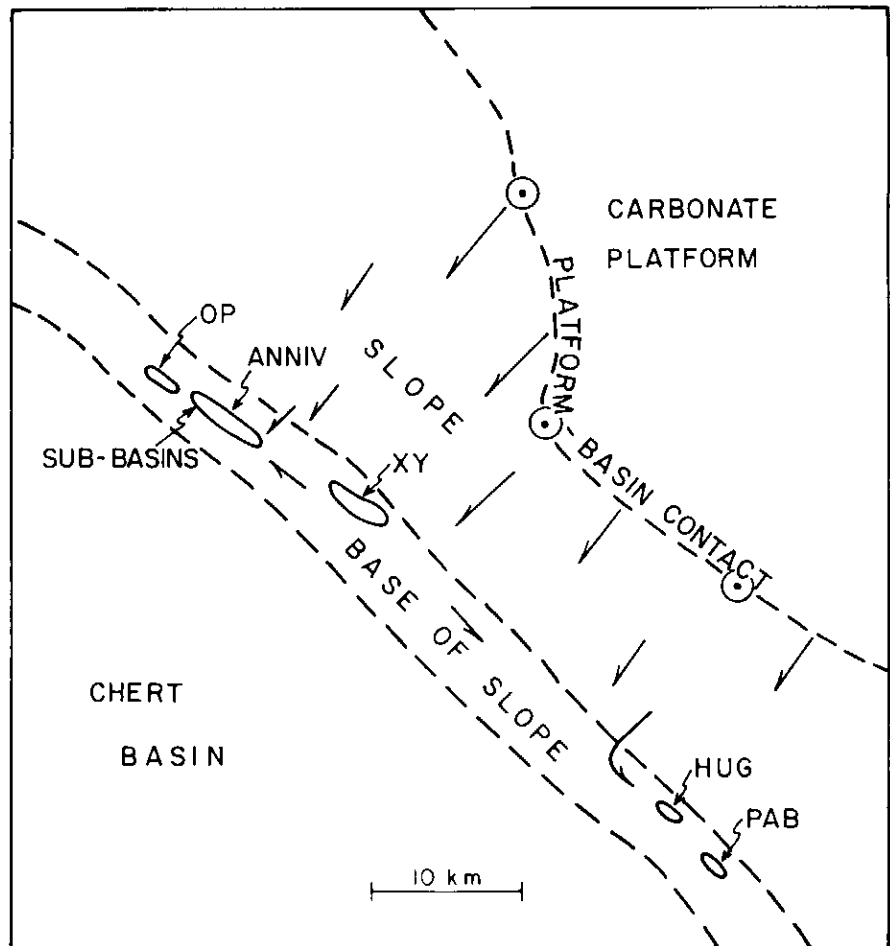 CARBONATE
PLATFORM
PLATFORM
BASIN CONTACT
SLOPE
OP
ANNIV
SUB-BASINS
XY
BASE OF SLOPE
CHERT
BASIN
HUG
PAB
10 km